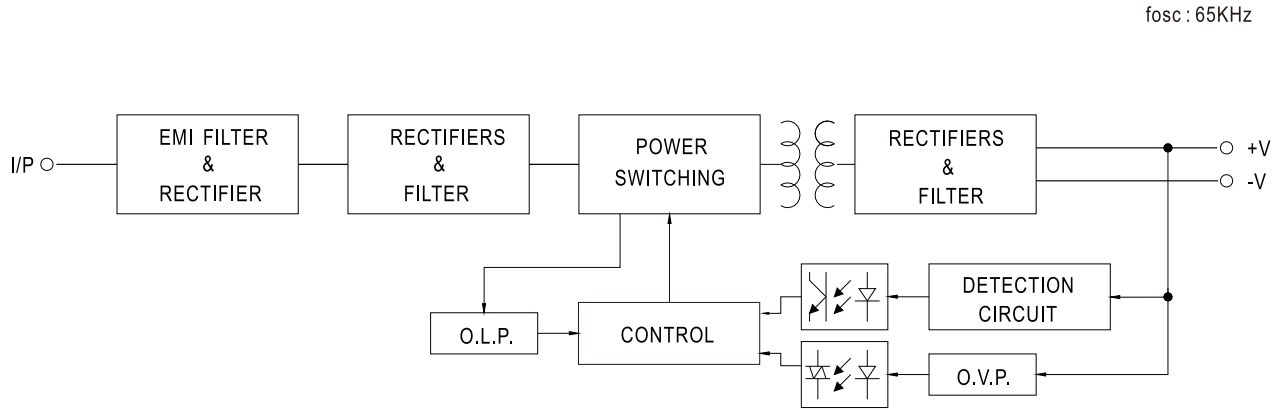 fosc : 65KHz
I/P
EMI FILTER
&
RECTIFIER
RECTIFIERS
&
FILTER
POWER
SWITCHING
RECTIFIERS
&
FILTER
+V
-V
O.L.P.
CONTROL
DETECTION
CIRCUIT
O.V.P.